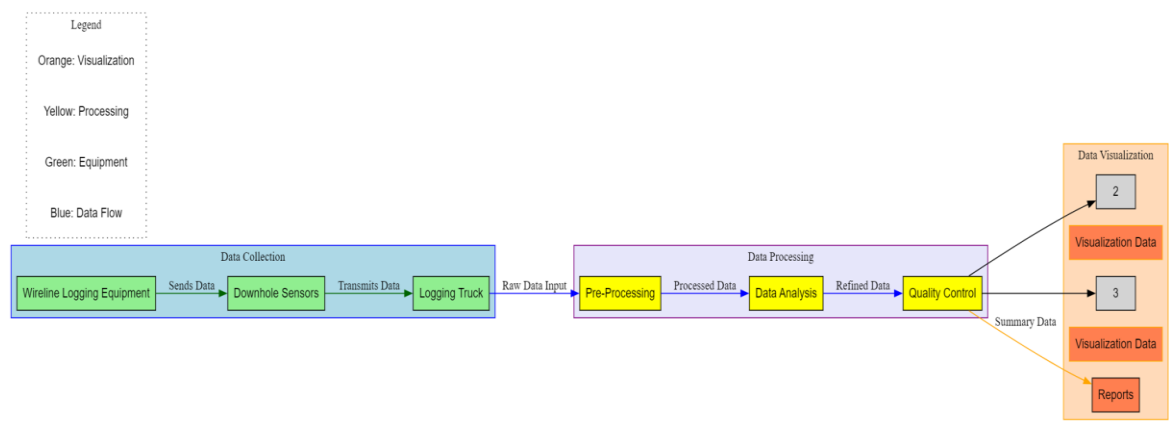 Legend
Orange: Visualization
Yellow: Processing
Green: Equipment
Blue: Data Flow
Data Collection
Wireline Logging Equipment
Sends Data
Downhole Sensors
Transmits Data
Logging Truck
Raw Data Input
Data Processing
Pre-Processing
Processed Data
Data Analysis
Refined Data
Quality Control
Summary Data
Data Visualization
2
Visualization Data
3
Visualization Data
Reports